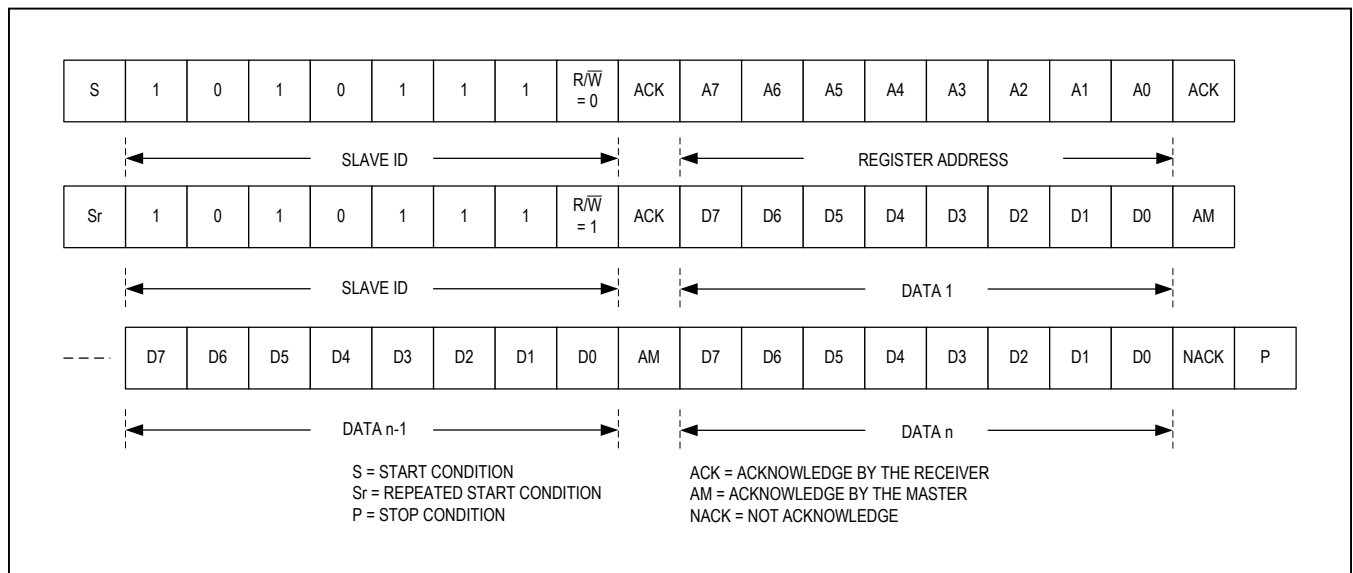 S 1 0 1 0 1 1 1 R/W̅ = 0 ACK A7 A6 A5 A4 A3 A2 A1 A0 ACK
SLAVE ID REGISTER ADDRESS
Sr 1 0 1 0 1 1 1 R/W̅ = 1 ACK D7 D6 D5 D4 D3 D2 D1 D0 AM
SLAVE ID DATA 1
D7 D6 D5 D4 D3 D2 D1 D0 AM D7 D6 D5 D4 D3 D2 D1 D0 NACK P
DATA n-1 DATA n
S = START CONDITION
Sr = REPEATED START CONDITION
P = STOP CONDITION
ACK = ACKNOWLEDGE BY THE RECEIVER
AM = ACKNOWLEDGE BY THE MASTER
NACK = NOT ACKNOWLEDGE